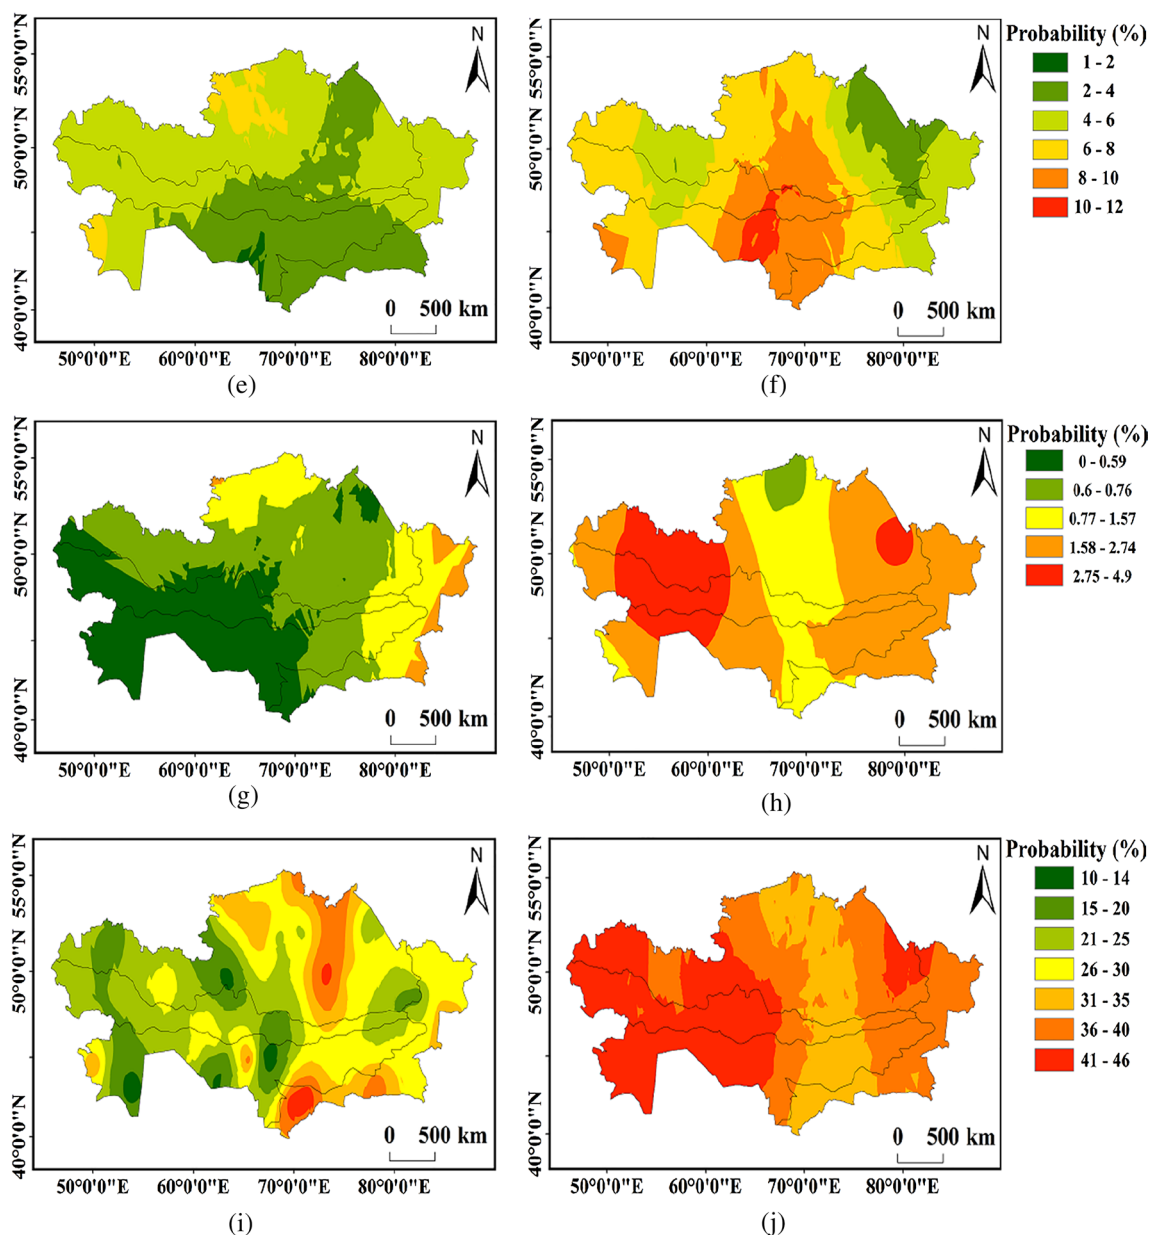 N
N
Probability (%)
1 - 2
2 - 4
4 - 6
6 - 8
8 - 10
10 - 12
55°0'0"N
50°0'0"N
40°0'0"N
0 500 km
50°0'0"E 60°0'0"E 70°0'0"E 80°0'0"E
(e)
55°0'0"N
50°0'0"N
40°0'0"N
0 500 km
50°0'0"E 60°0'0"E 70°0'0"E 80°0'0"E
(f)
N
N
Probability (%)
0 - 0.59
0.6 - 0.76
0.77 - 1.57
1.58 - 2.74
2.75 - 4.9
55°0'0"N
50°0'0"N
40°0'0"N
0 500 km
50°0'0"E 60°0'0"E 70°0'0"E 80°0'0"E
(g)
55°0'0"N
50°0'0"N
40°0'0"N
0 500 km
50°0'0"E 60°0'0"E 70°0'0"E 80°0'0"E
(h)
N
N
Probability (%)
10 - 14
15 - 20
21 - 25
26 - 30
31 - 35
36 - 40
41 - 46
55°0'0"N
50°0'0"N
40°0'0"N
0 500 km
50°0'0"E 60°0'0"E 70°0'0"E 80°0'0"E
(i)
55°0'0"N
50°0'0"N
40°0'0"N
0 500 km
50°0'0"E 60°0'0"E 70°0'0"E 80°0'0"E
(j)